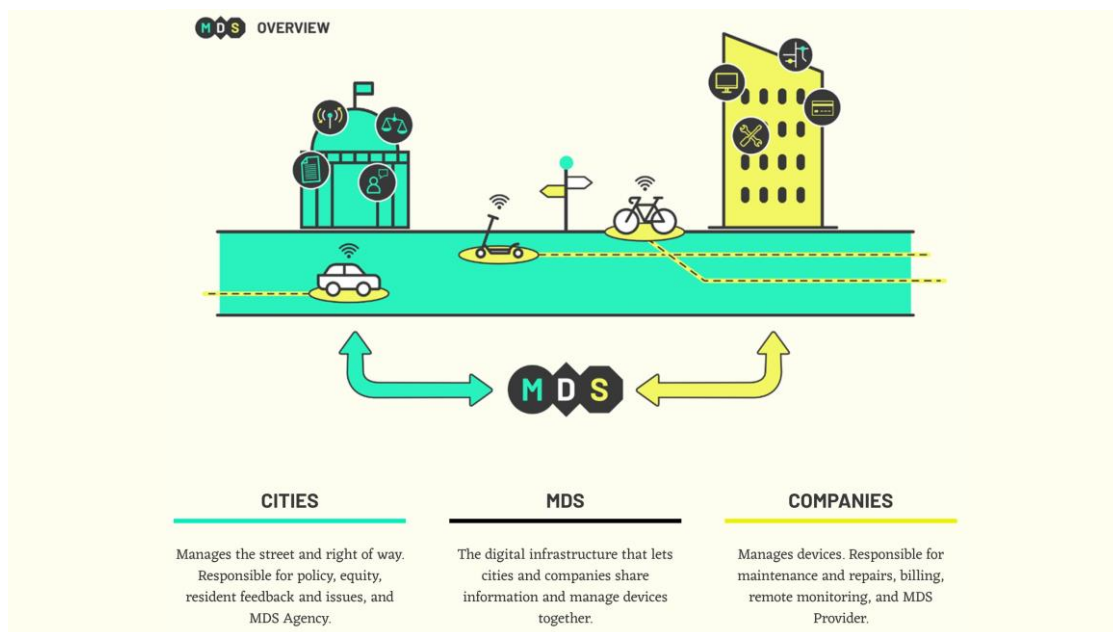 MDS OVERVIEW
MDS
CITIES
Manages the street and right of way.
Responsible for policy, equity,
resident feedback and issues, and
MDS Agency.
MDS
The digital infrastructure that lets
cities and companies share
information and manage devices
together.
COMPANIES
Manages devices. Responsible for
maintenance and repairs, billing,
remote monitoring, and MDS
Provider.